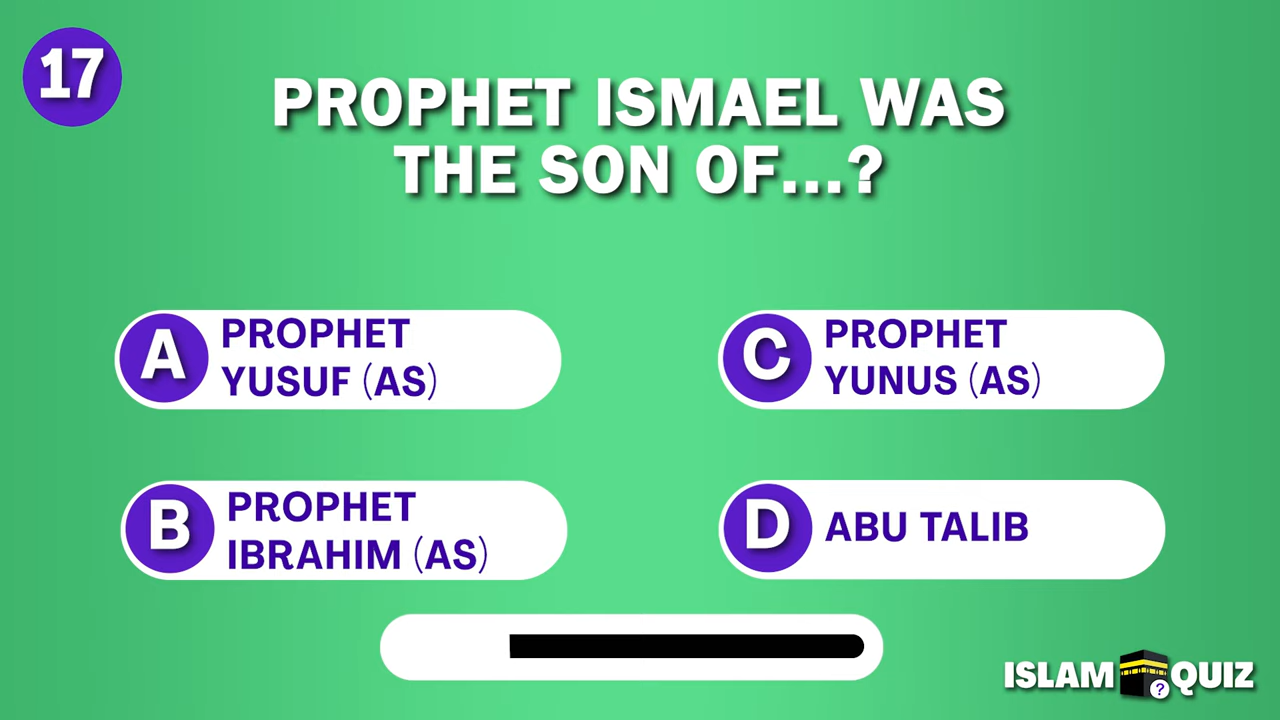 17
PROPHET ISMAEL WAS
THE SON OF...?
A PROPHET
YUSUF (AS)
B PROPHET
IBRAHIM (AS)
C PROPHET
YUNUS (AS)
D ABU TALIB
ISLAM ? QUIZ